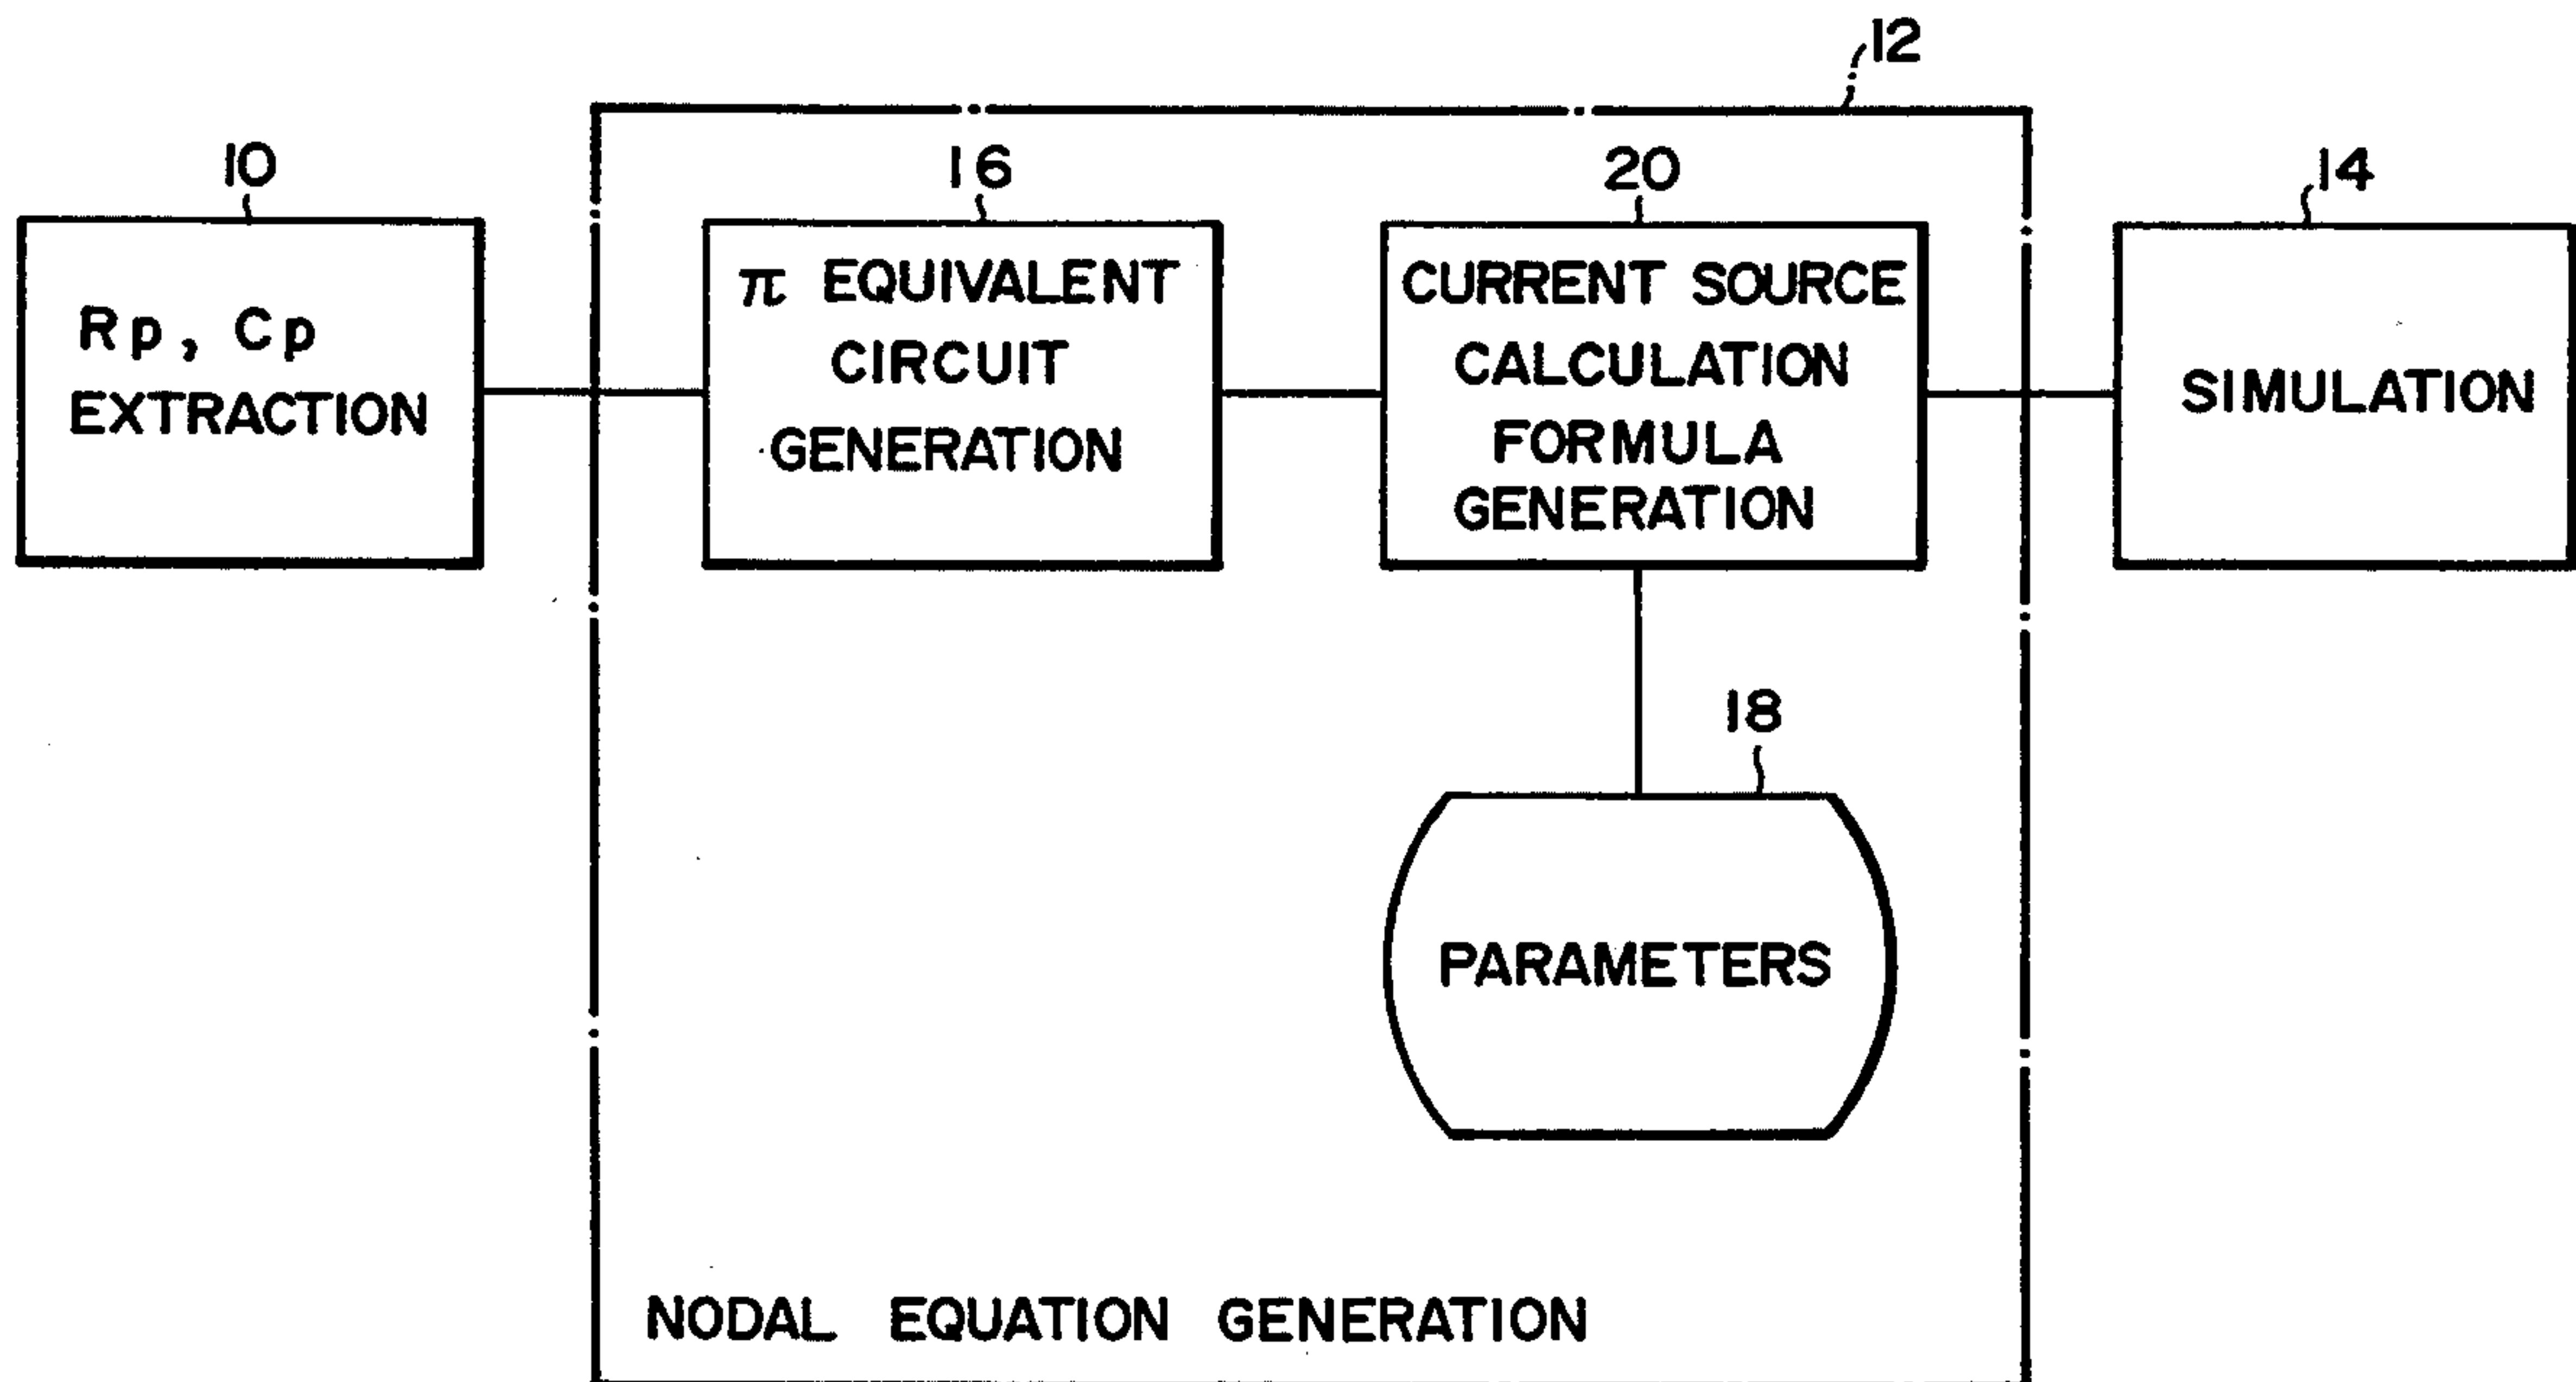 12
10
16
20
14
Rp, Cp
EXTRACTION
π EQUIVALENT
CIRCUIT
GENERATION
CURRENT SOURCE
CALCULATION
FORMULA
GENERATION
SIMULATION
18
PARAMETERS
NODAL EQUATION GENERATION